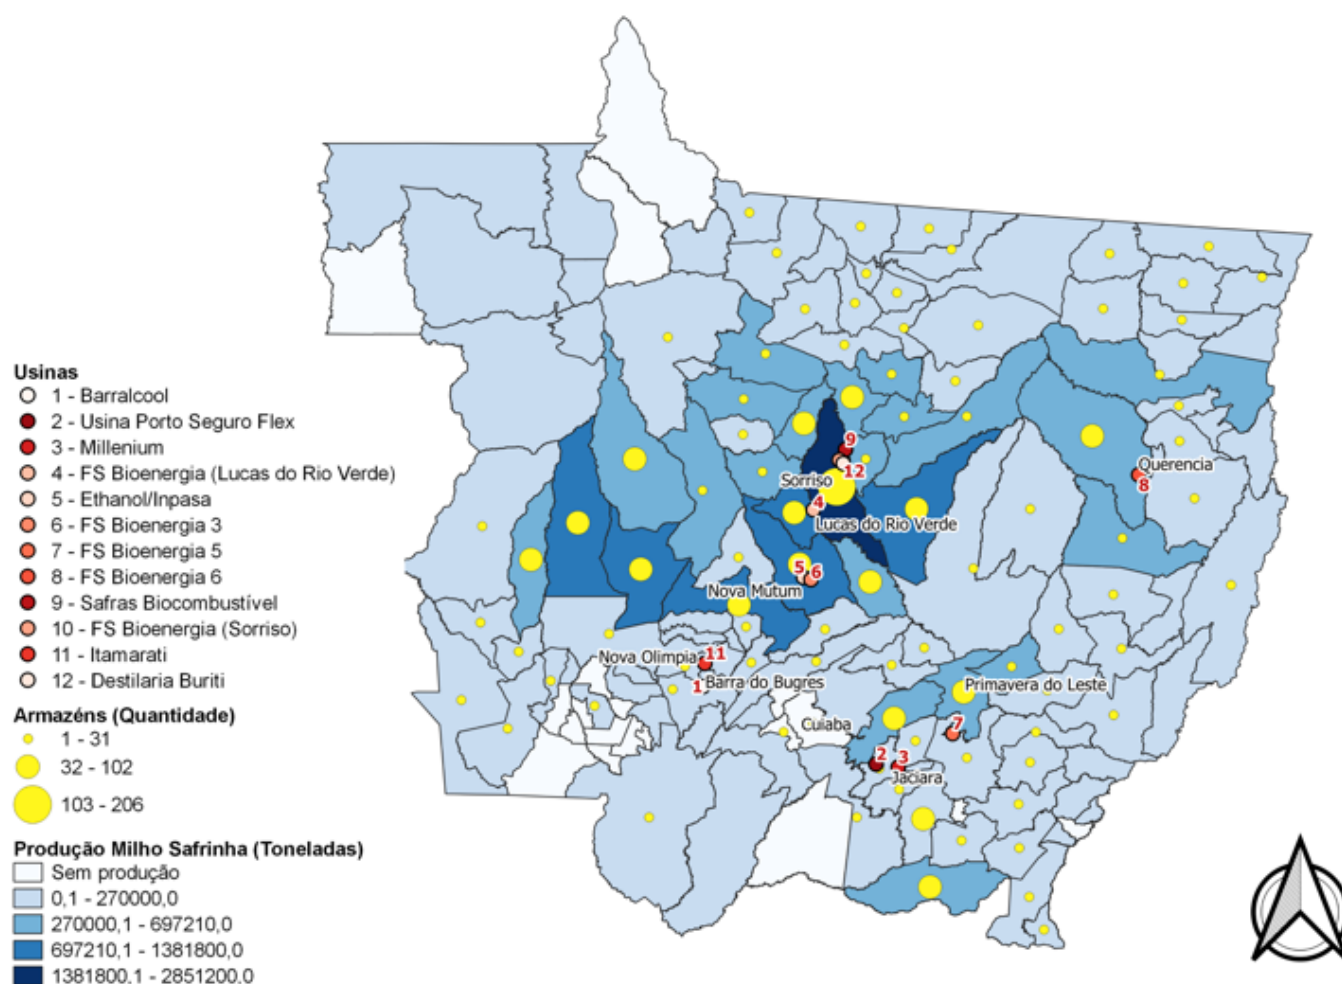 Usinas
1 - Barralcool
2 - Usina Porto Seguro Flex
3 - Millenium
4 - FS Bioenergia (Lucas do Rio Verde)
5 - Ethanol/Inpasa
6 - FS Bioenergia 3
7 - FS Bioenergia 5
8 - FS Bioenergia 6
9 - Safras Biocombustível
10 - FS Bioenergia (Sorriso)
11 - Itamarati
12 - Destilaria Buriti
Armazéns (Quantidade)
1 - 31
32 - 102
103 - 206
Produção Milho Safrinha (Toneladas)
Sem produção
0,1 - 270000,0
270000,1 - 697210,0
697210,1 - 1381800,0
1381800,1 - 2851200,0
9
12
Sorriso
4
Lucas do Rio Verde
Querencia
8
5
6
Nova Mutum
Nova Olimpia
11
1
Barra do Bugres
Primavera do Leste
Cuiaba
7
2
3
Jaciara